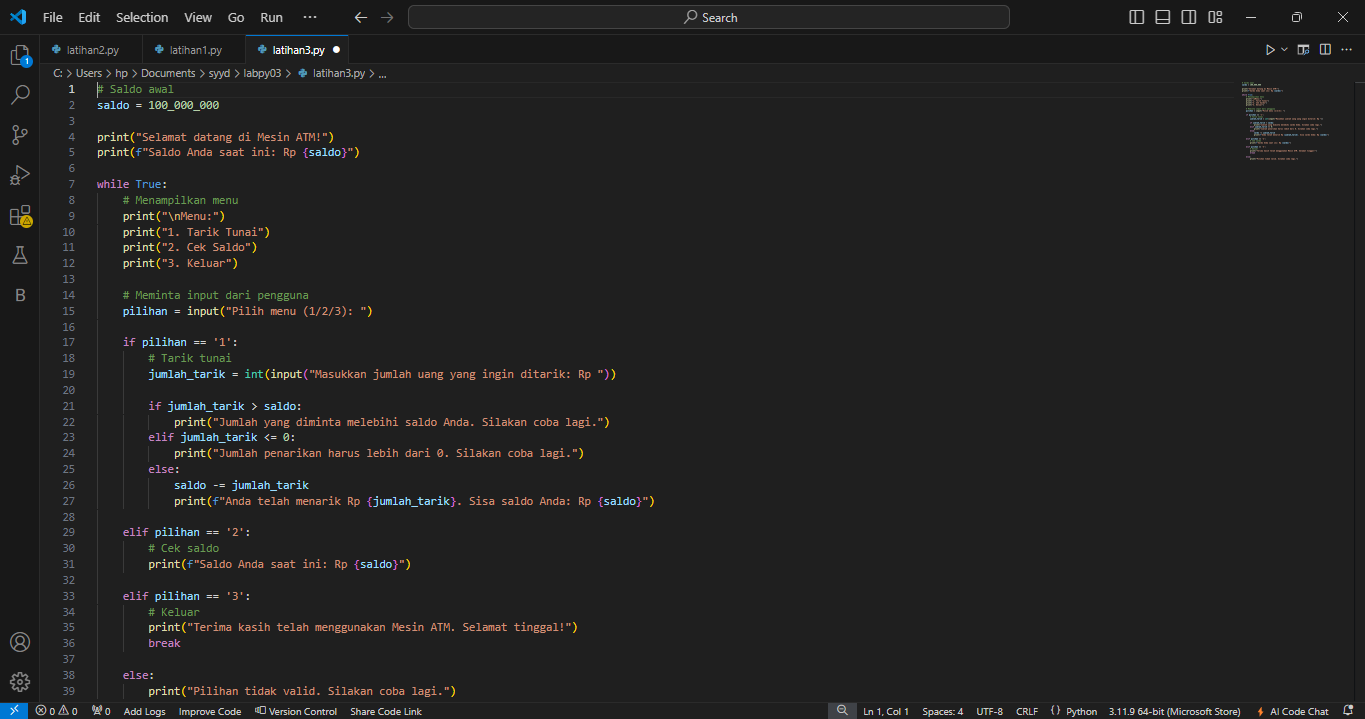 File Edit Selection View Go Run ··· Search
latihan2.py latihan1.py latihan3.py
C: > Users > hp > Documents > syyd > labpy03 > latihan3.py > ...
1 # Saldo awal
2 saldo = 100_000_000
3
4 print("Selamat datang di Mesin ATM!")
5 print(f"Saldo Anda saat ini: Rp {saldo}")
6
7 while True:
8 # Menampilkan menu
9 print("\nMenu:")
10 print("1. Tarik Tunai")
11 print("2. Cek Saldo")
12 print("3. Keluar")
13
14 # Meminta input dari pengguna
15 pilihan = input("Pilih menu (1/2/3): ")
16
17 if pilihan == '1':
18 # Tarik tunai
19 jumlah_tarik = int(input("Masukkan jumlah uang yang ingin ditarik: Rp "))
20
21 if jumlah_tarik > saldo:
22 print("Jumlah yang diminta melebihi saldo Anda. Silakan coba lagi.")
23 elif jumlah_tarik <= 0:
24 print("Jumlah penarikan harus lebih dari 0. Silakan coba lagi.")
25 else:
26 saldo -= jumlah_tarik
27 print(f"Anda telah menarik Rp {jumlah_tarik}. Sisa saldo Anda: Rp {saldo}")
28
29 elif pilihan == '2':
30 # Cek saldo
31 print(f"Saldo Anda saat ini: Rp {saldo}")
32
33 elif pilihan == '3':
34 # Keluar
35 print("Terima kasih telah menggunakan Mesin ATM. Selamat tinggal!")
36 break
37
38 else:
39 print("Pilihan tidak valid. Silakan coba lagi.")
1
B
0 0 0 Add Logs Improve Code Version Control Share Code Link Ln 1, Col 1 Spaces: 4 UTF-8 CRLF {} Python 3.11.9 64-bit (Microsoft Store) AI Code Chat